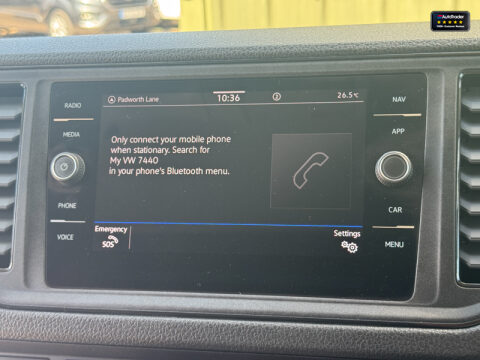 AutoTrader
RADIO
MEDIA
PHONE
VOICE
Padworth Lane
10:36
2
26.5°C
Only connect your mobile phone
when stationary. Search for
My VW 7440
in your phone's Bluetooth menu.
Emergency
SOS
Settings
NAV
APP
CAR
MENU